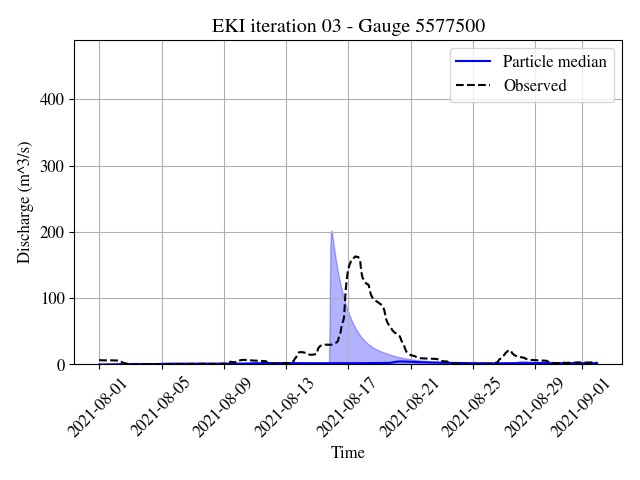 EKI iteration 03 - Gauge 5577500
Particle median
Observed
Discharge (m^3/s)
400
300
200
100
0
2021-08-01
2021-08-05
2021-08-09
2021-08-13
2021-08-17
2021-08-21
2021-08-25
2021-08-29
2021-09-01
Time